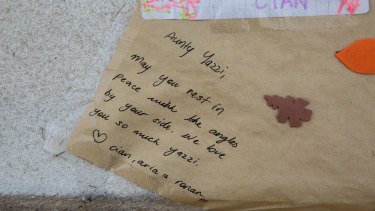 CIAN
Aunty Yazzi,
May you rest in
peace with the angles
by your side. We love
you so much Yazzi.
♡ cian, aria & ronan